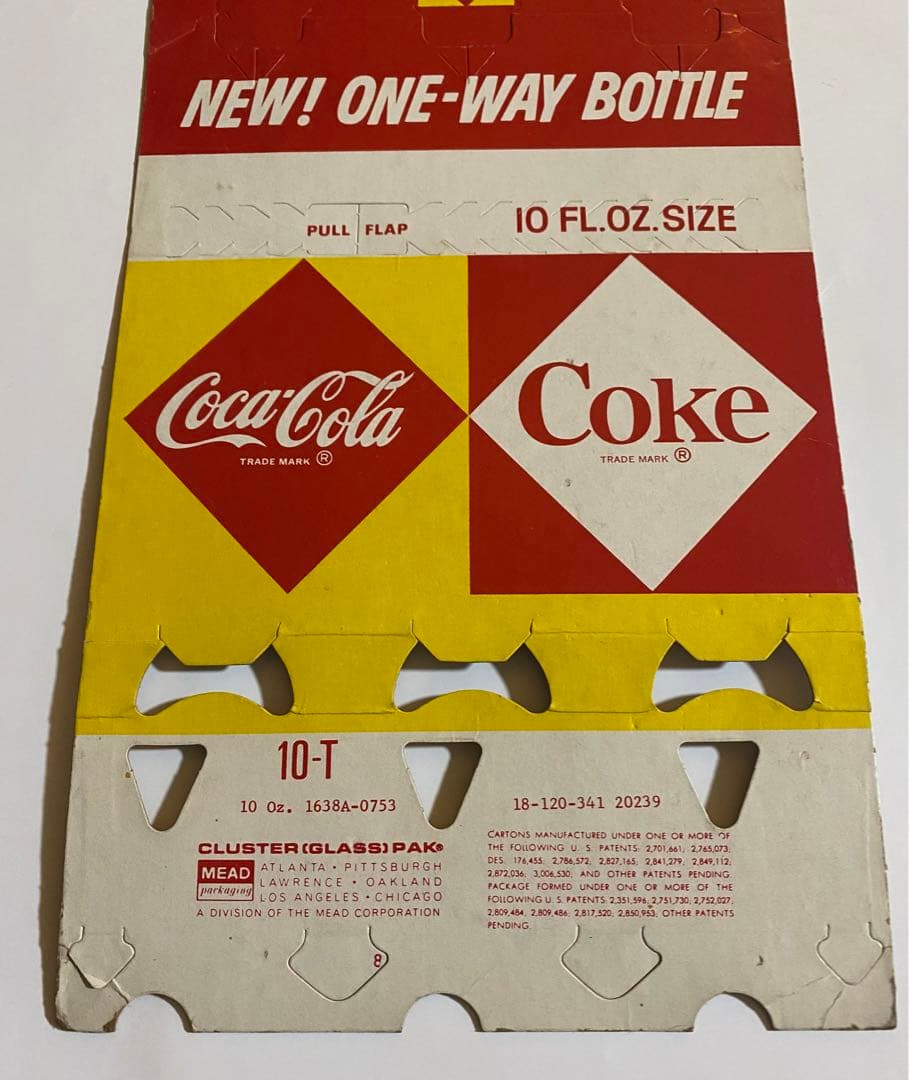 NEW! ONE-WAY BOTTLE
10 FL.OZ.SIZE
PULL FLAP
Coca-Cola
TRADE MARK ®
Coke
TRADE MARK ®
10-T
10 Oz. 1638A-0753
18-120-341 20239
CLUSTER(GLASS)PAK®
MEAD
packaging
ATLANTA • PITTSBURGH
LAWRENCE • OAKLAND
LOS ANGELES • CHICAGO
A DIVISION OF THE MEAD CORPORATION
CARTONS MANUFACTURED UNDER ONE OR MORE OF
THE FOLLOWING U. S. PATENTS: 2,701,661; 2,765,073;
DES. 176,455; 2,786,572; 2,827,165; 2,841,279; 2,849,112;
2,872,036; 3,006,530; AND OTHER PATENTS PENDING.
PACKAGE FORMED UNDER ONE OR MORE OF THE
FOLLOWING U. S. PATENTS: 2,351,596; 2,751,730; 2,752,027;
2,809,484; 2,809,486; 2,817,520; 2,850,953; OTHER PATENTS
PENDING.
8